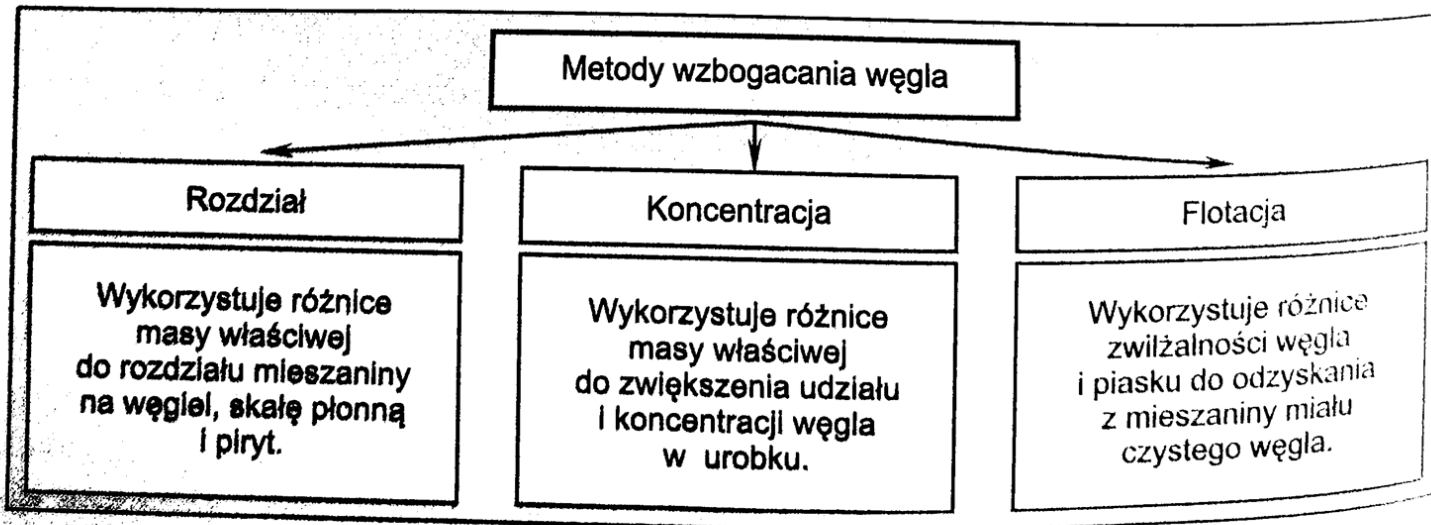 Metody wzbogacania węgla
Rozdział
Wykorzystuje różnice
masy właściwej
do rozdziału mieszaniny
na węgiel, skałę płonną
i piryt.
Koncentracja
Wykorzystuje różnice
masy właściwej
do zwiększenia udziału
i koncentracji węgla
w urobku.
Flotacja
Wykorzystuje różnice
zwilżalności węgla
i piasku do odzyskania
z mieszaniny miału
czystego węgla.